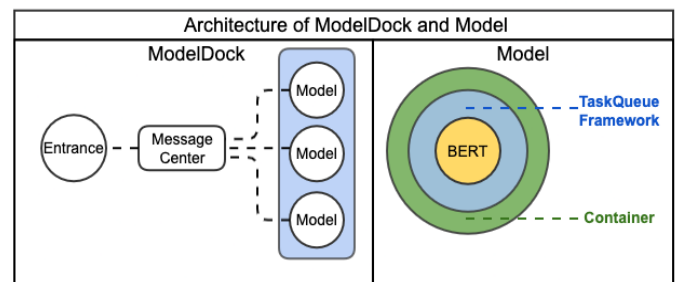 Architecture of ModelDock and Model
ModelDock
Entrance
Message
Center
Model
Model
Model
Model
BERT
TaskQueue
Framework
Container